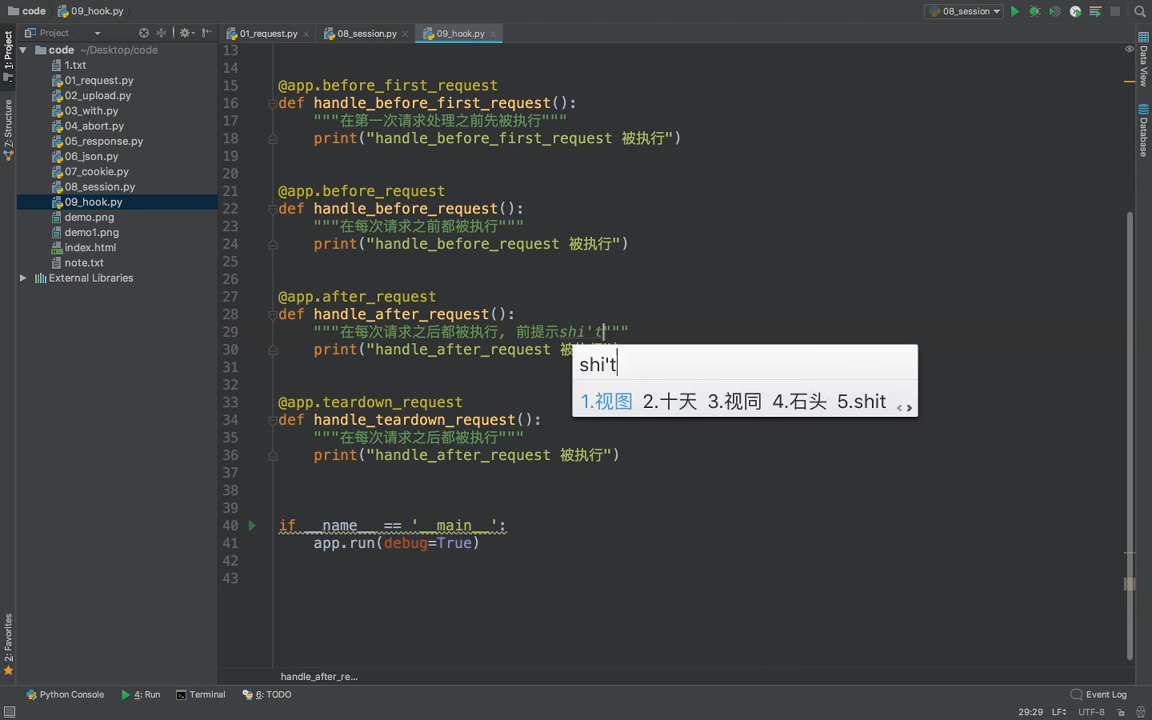 code 09_hook.py
08_session
Project
01_request.py
08_session.py
09_hook.py
1: Project
Z: Structure
2: Favorites
Data View
Database
code ~/Desktop/code
1.txt
01_request.py
02_upload.py
03_with.py
04_abort.py
05_response.py
06_json.py
07_cookie.py
08_session.py
09_hook.py
demo.png
demo1.png
index.html
note.txt
External Libraries
13
14
15 @app.before_first_request
16 def handle_before_first_request():
17 """在第一次请求处理之前先被执行"""
18 print("handle_before_first_request 被执行")
19
20
21 @app.before_request
22 def handle_before_request():
23 """在每次请求之前都被执行"""
24 print("handle_before_request 被执行")
25
26
27 @app.after_request
28 def handle_after_request():
29 """在每次请求之后都被执行, 前提示shi't"""
30 print("handle_after_request 被
31
32
33 @app.teardown_request
34 def handle_teardown_request():
35 """在每次请求之后都被执行"""
36 print("handle_after_request 被执行")
37
38
39
40 if __name__ == '__main__':
41 app.run(debug=True)
42
43
shi't
1.视图 2.十天 3.视同 4.石头 5.shit
handle_after_re...
Python Console 4: Run Terminal 6: TODO Event Log
29:29 LF÷ UTF-8